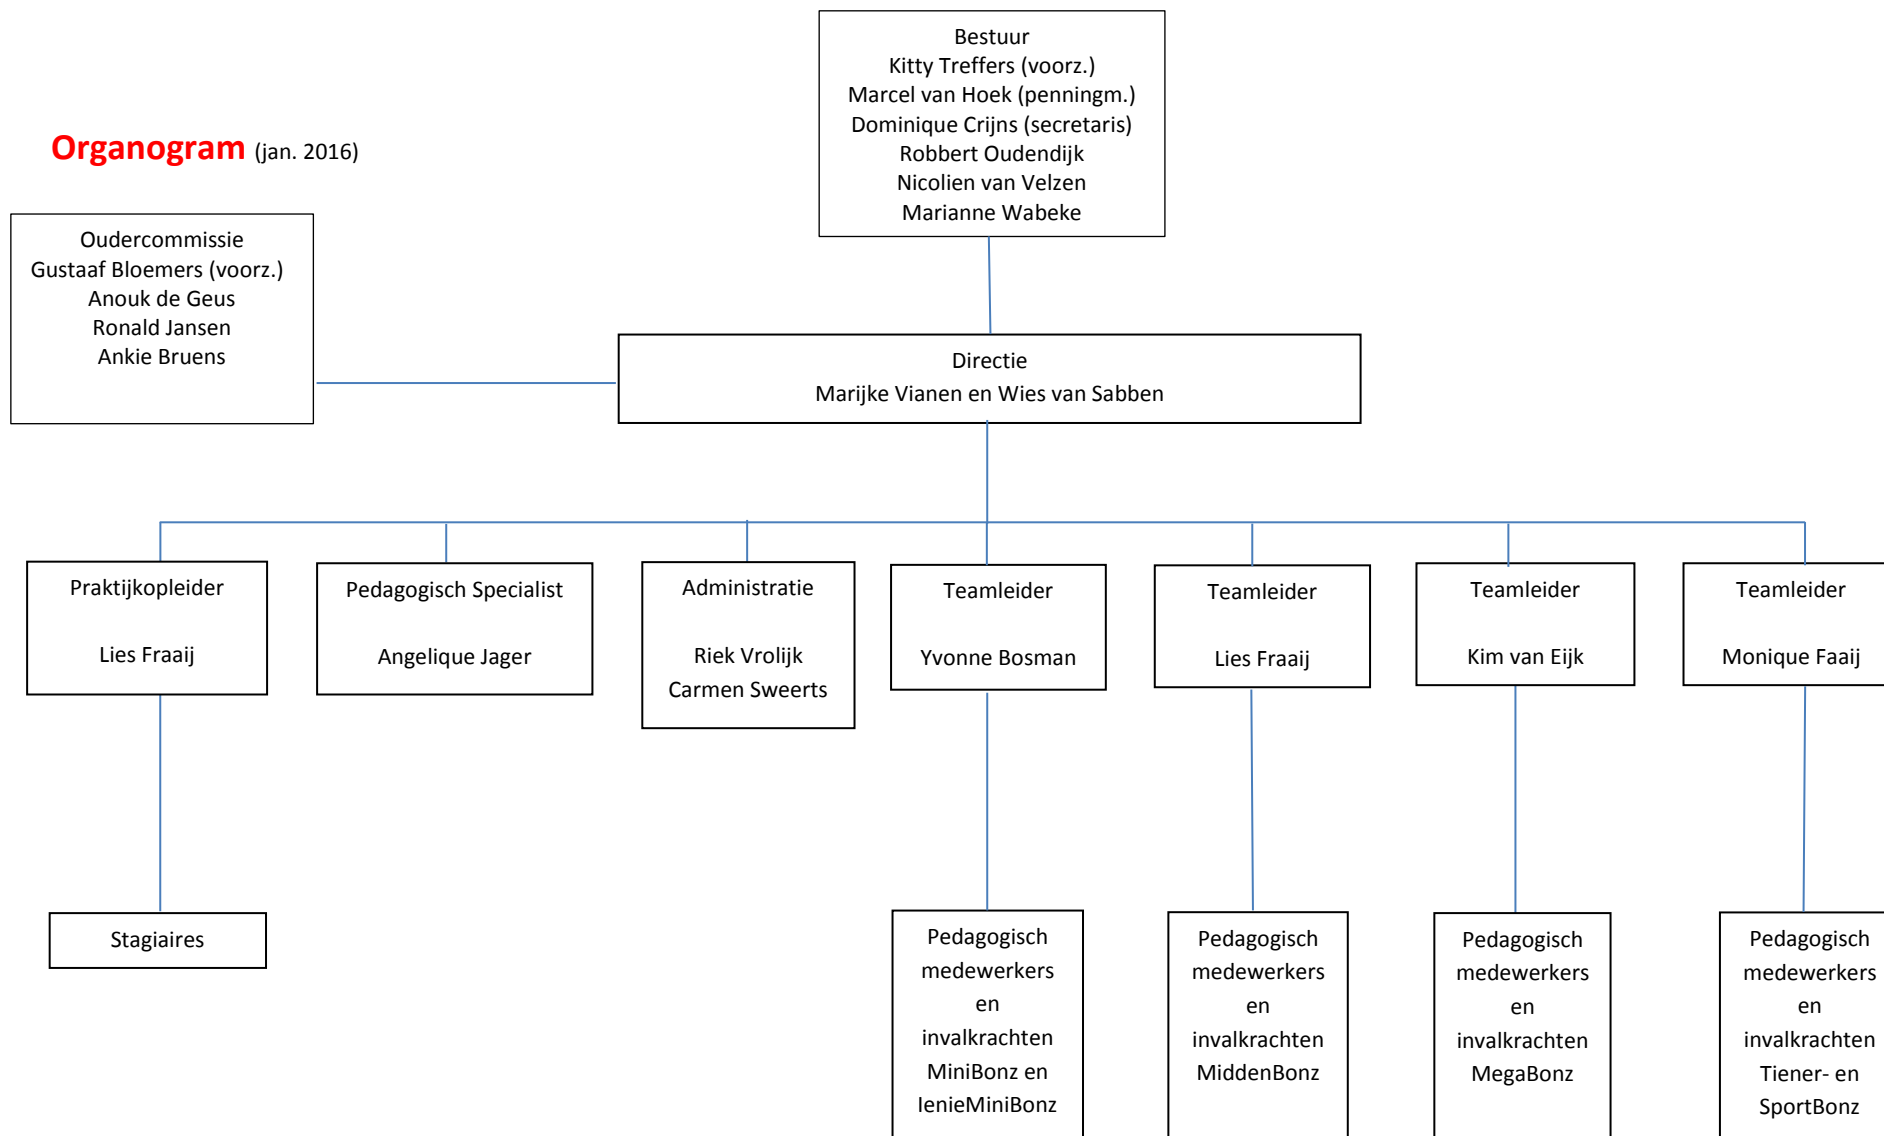 Bestuur
Kitty Treffers (voorz.)
Marcel van Hoek (penningm.)
Dominique Crijns (secretaris)
Robbert Oudendijk
Nicolien van Velzen
Marianne Wabeke
Organogram (jan. 2016)
Oudercommissie
Gustaaf Bloemers (voorz.)
Anouk de Geus
Ronald Jansen
Ankie Bruens
Directie
Marijke Vianen en Wies van Sabben
Praktijkopleider
Lies Fraaij
Pedagogisch Specialist
Angelique Jager
Administratie
Riek Vrolijk
Carmen Sweerts
Teamleider
Yvonne Bosman
Teamleider
Lies Fraaij
Teamleider
Kim van Eijk
Teamleider
Monique Faaij
Stagiaires
Pedagogisch
medewerkers
en
invalkrachten
MiniBonz en
IenieMiniBonz
Pedagogisch
medewerkers
en
invalkrachten
MiddenBonz
Pedagogisch
medewerkers
en
invalkrachten
MegaBonz
Pedagogisch
medewerkers
en
invalkrachten
Tiener- en
SportBonz